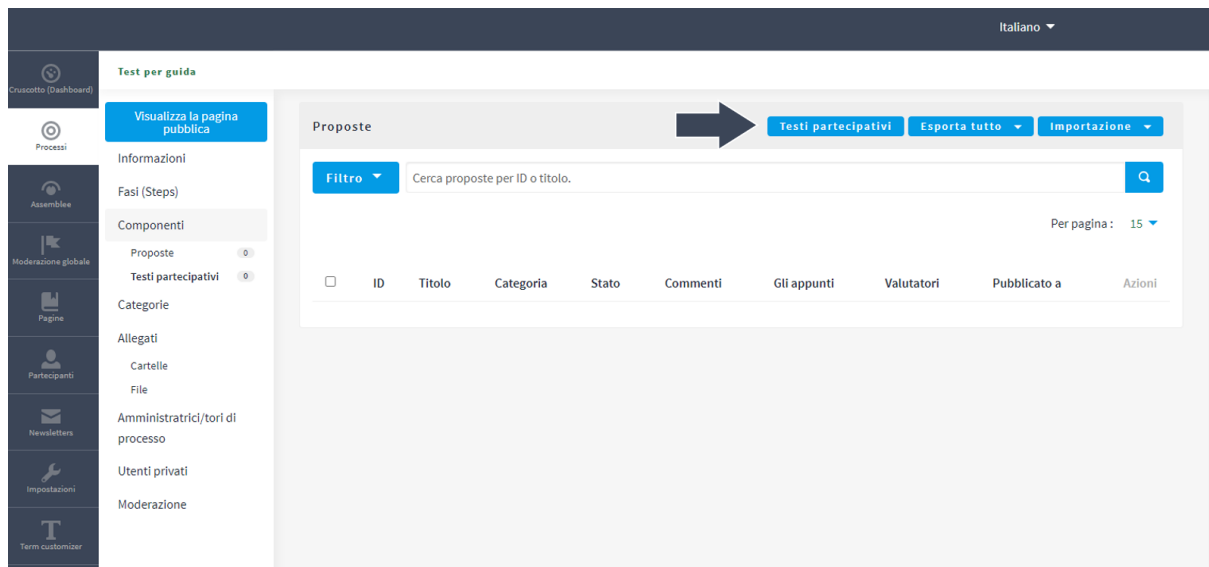 Italiano
Cruscotto (Dashboard)
Processi
Assemblee
Moderazione globale
Pagine
Partecipanti
Newsletters
Impostazioni
Term customizer
Test per guida
Visualizza la pagina
pubblica
Informazioni
Fasi (Steps)
Componenti
Proposte 0
Testi partecipativi 0
Categorie
Allegati
Cartelle
File
Amministratrici/tori di
processo
Utenti privati
Moderazione
Proposte Testi partecipativi Esporta tutto Importazione
Filtro Cerca proposte per ID o titolo.
Per pagina : 15
ID Titolo Categoria Stato Commenti Gli appunti Valutatori Pubblicato a Azioni